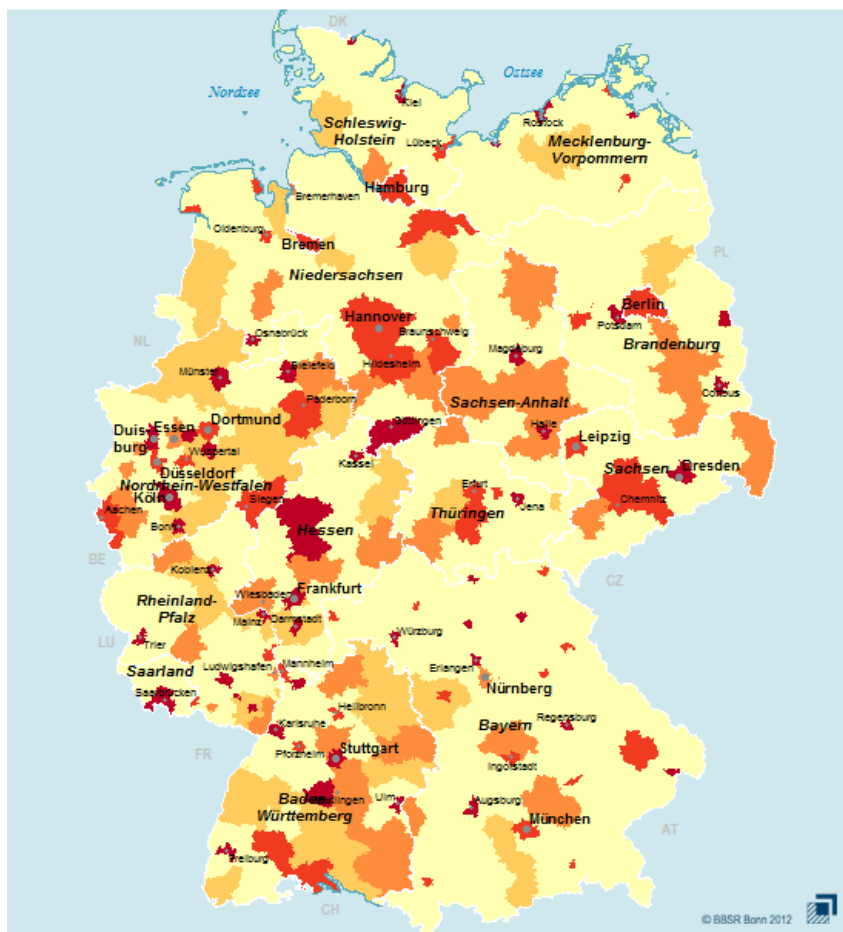 DK
Nordsee
Ostsee
Kiel
Schleswig-
Holstein
Rostock
Lübeck
Mecklenburg-
Vorpommern
Hamburg
Bremerhaven
Oldenburg
Bremen
PL
Niedersachsen
Berlin
Hannover
Potsdam
Osnabrück
Braunschweig
NL
Magdeburg
Brandenburg
Hildesheim
Münster
Bielefeld
Cottbus
Paderborn
Sachsen-Anhalt
Duis-
burg
Essen
Dortmund
Göttingen
Halle
Leipzig
Wuppertal
Kassel
Düsseldorf
Sachsen
Dresden
Nordrhein-Westfalen
Erfurt
Köln
Siegen
Jena
Chemnitz
Aachen
Thüringen
Bonn
Hessen
BE
Koblenz
CZ
Wiesbaden
Frankfurt
Rheinland-
Pfalz
Mainz
Darmstadt
Trier
Würzburg
LU
Saarland
Ludwigshafen
Mannheim
Erlangen
Nürnberg
Saarbrücken
Heilbronn
Karlsruhe
Bayern
Regensburg
FR
Pforzheim
Stuttgart
Ingolstadt
Baden-
Württemberg
Ulm
Augsburg
München
AT
Freiburg
CH
© BBSR Bonn 2012